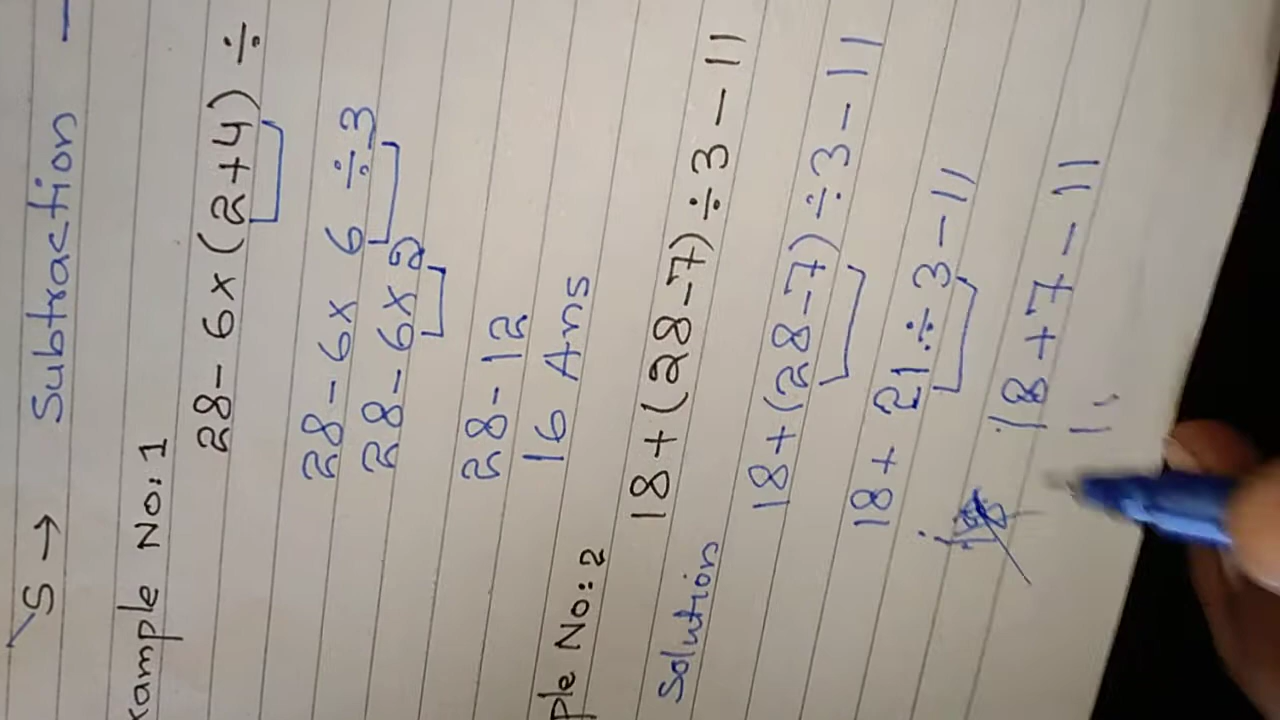 S → Subtraction -
xample No:1
28-6×(2+4)÷
28-6×6÷3
28-6×2
28-12
16 Ans
ple No:2
18+(28-7)÷3-11
Solution
18+(28-7)÷3-11
18+21÷3-11
18+7-11